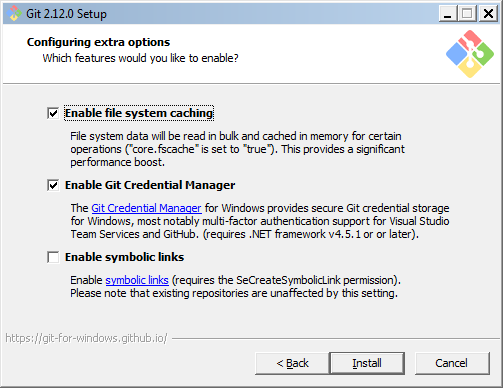 Git 2.12.0 Setup
Configuring extra options
Which features would you like to enable?
Enable file system caching
File system data will be read in bulk and cached in memory for certain
operations ("core.fscache" is set to "true"). This provides a significant
performance boost.
Enable Git Credential Manager
The Git Credential Manager for Windows provides secure Git credential storage
for Windows, most notably multi-factor authentication support for Visual Studio
Team Services and GitHub. (requires .NET framework v4.5.1 or or later).
Enable symbolic links
Enable symbolic links (requires the SeCreateSymbolicLink permission).
Please note that existing repositories are unaffected by this setting.
https://git-for-windows.github.io/
< Back
Install
Cancel